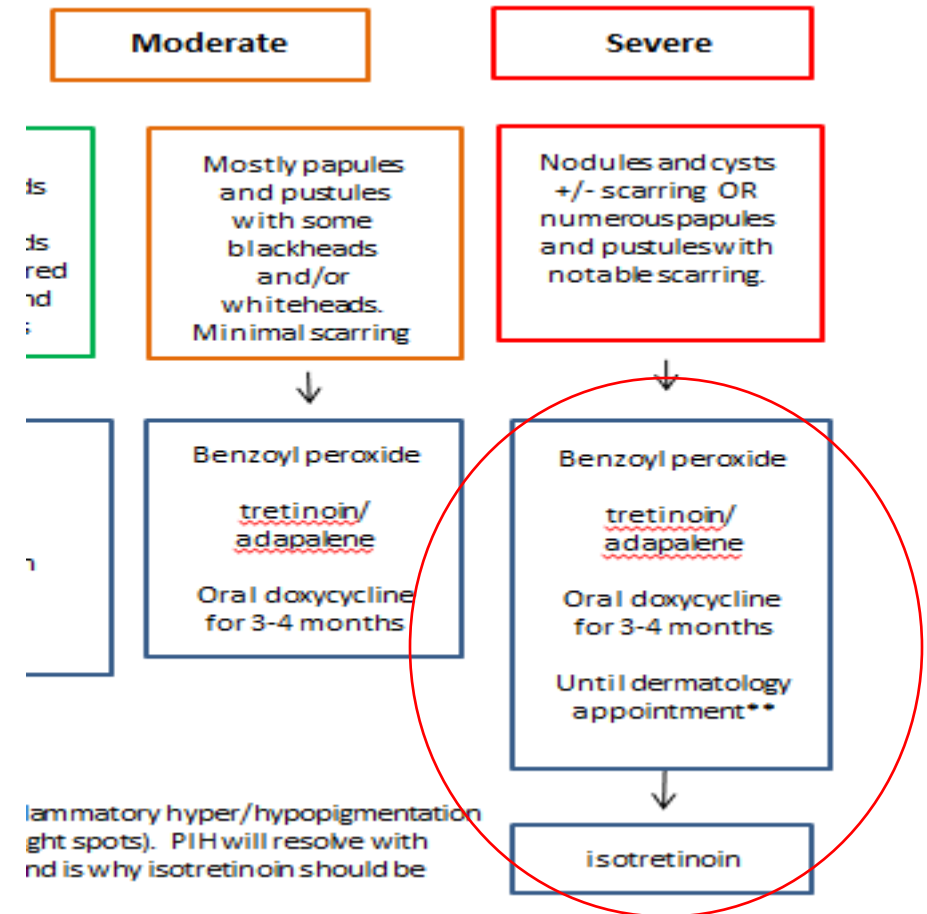 Moderate
Severe
ds
ds
red
nd
s
Mostly papules
and pustules
with some
blackheads
and/or
whiteheads.
Minimal scarring
Nodules and cysts
+/- scarring OR
numerous papules
and pustules with
notable scarring.
n
Benzoyl peroxide
tretinoin/
adapalene
Oral doxycycline
for 3-4 months
Benzoyl peroxide
tretinoin/
adapalene
Oral doxycycline
for 3-4 months
Until dermatology
appointment**
lammatory hyper/hypopigmentation
ght spots). PIH will resolve with
nd is why isotretinoin should be
isotretinoin